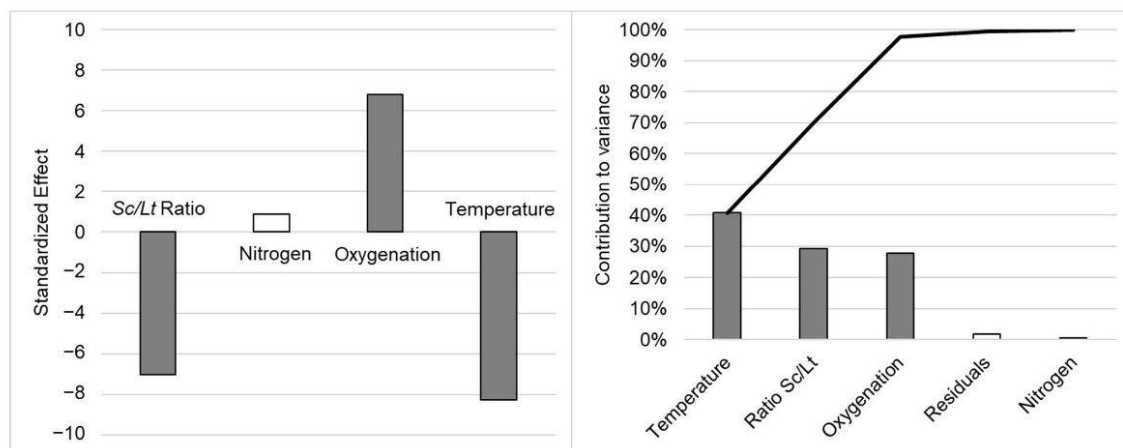 Standardized Effect
10
8
6
4
2
0
−2
−4
−6
−8
−10
Sc/Lt Ratio
Nitrogen
Oxygenation
Temperature
Contribution to variance
100%
90%
80%
70%
60%
50%
40%
30%
20%
10%
0%
Temperature
Ratio Sc/Lt
Oxygenation
Residuals
Nitrogen